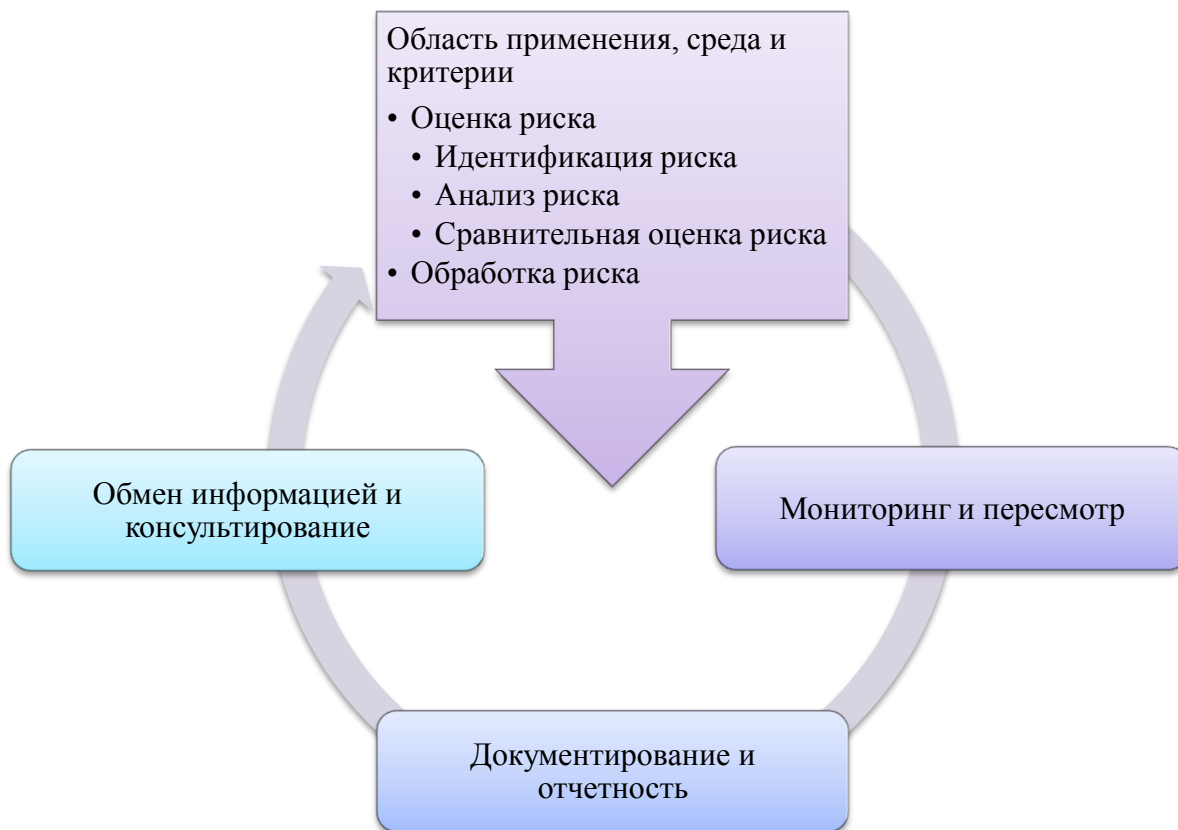 Область применения, среда и
критерии
• Оценка риска
• Идентификация риска
• Анализ риска
• Сравнительная оценка риска
• Обработка риска
Обмен информацией и
консультирование
Мониторинг и пересмотр
Документирование и
отчетность